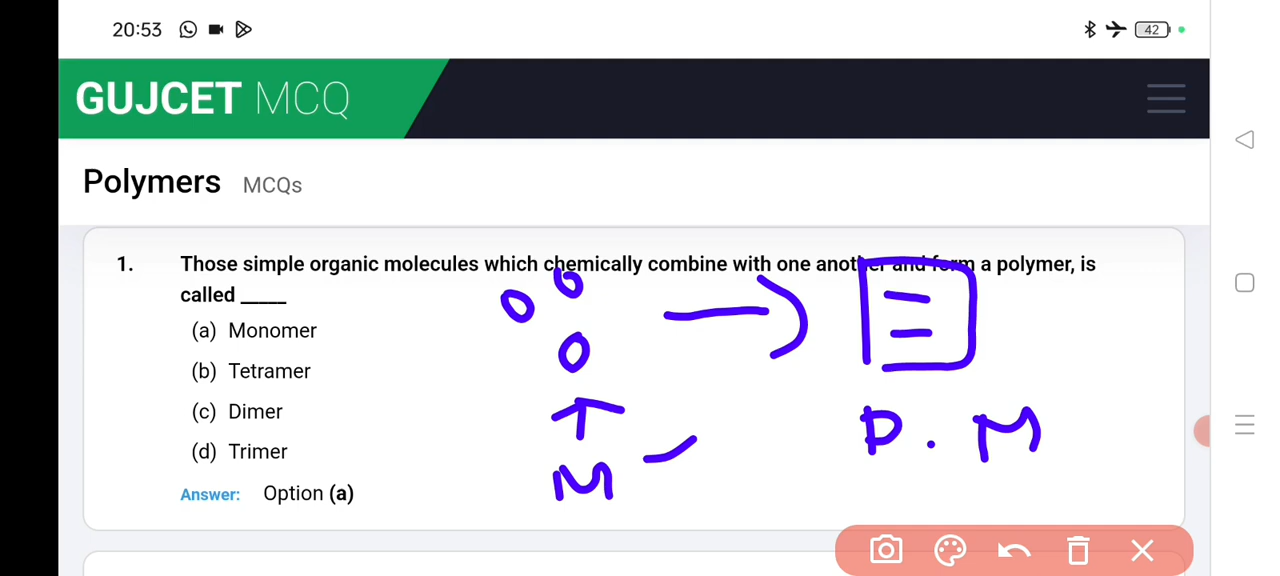 20:53
42
GUJCET MCQ
Polymers MCQs
1. Those simple organic molecules which chemically combine with one another and form a polymer, is
called _____
(a) Monomer
(b) Tetramer
(c) Dimer
(d) Trimer
Answer: Option (a)
P.M
M